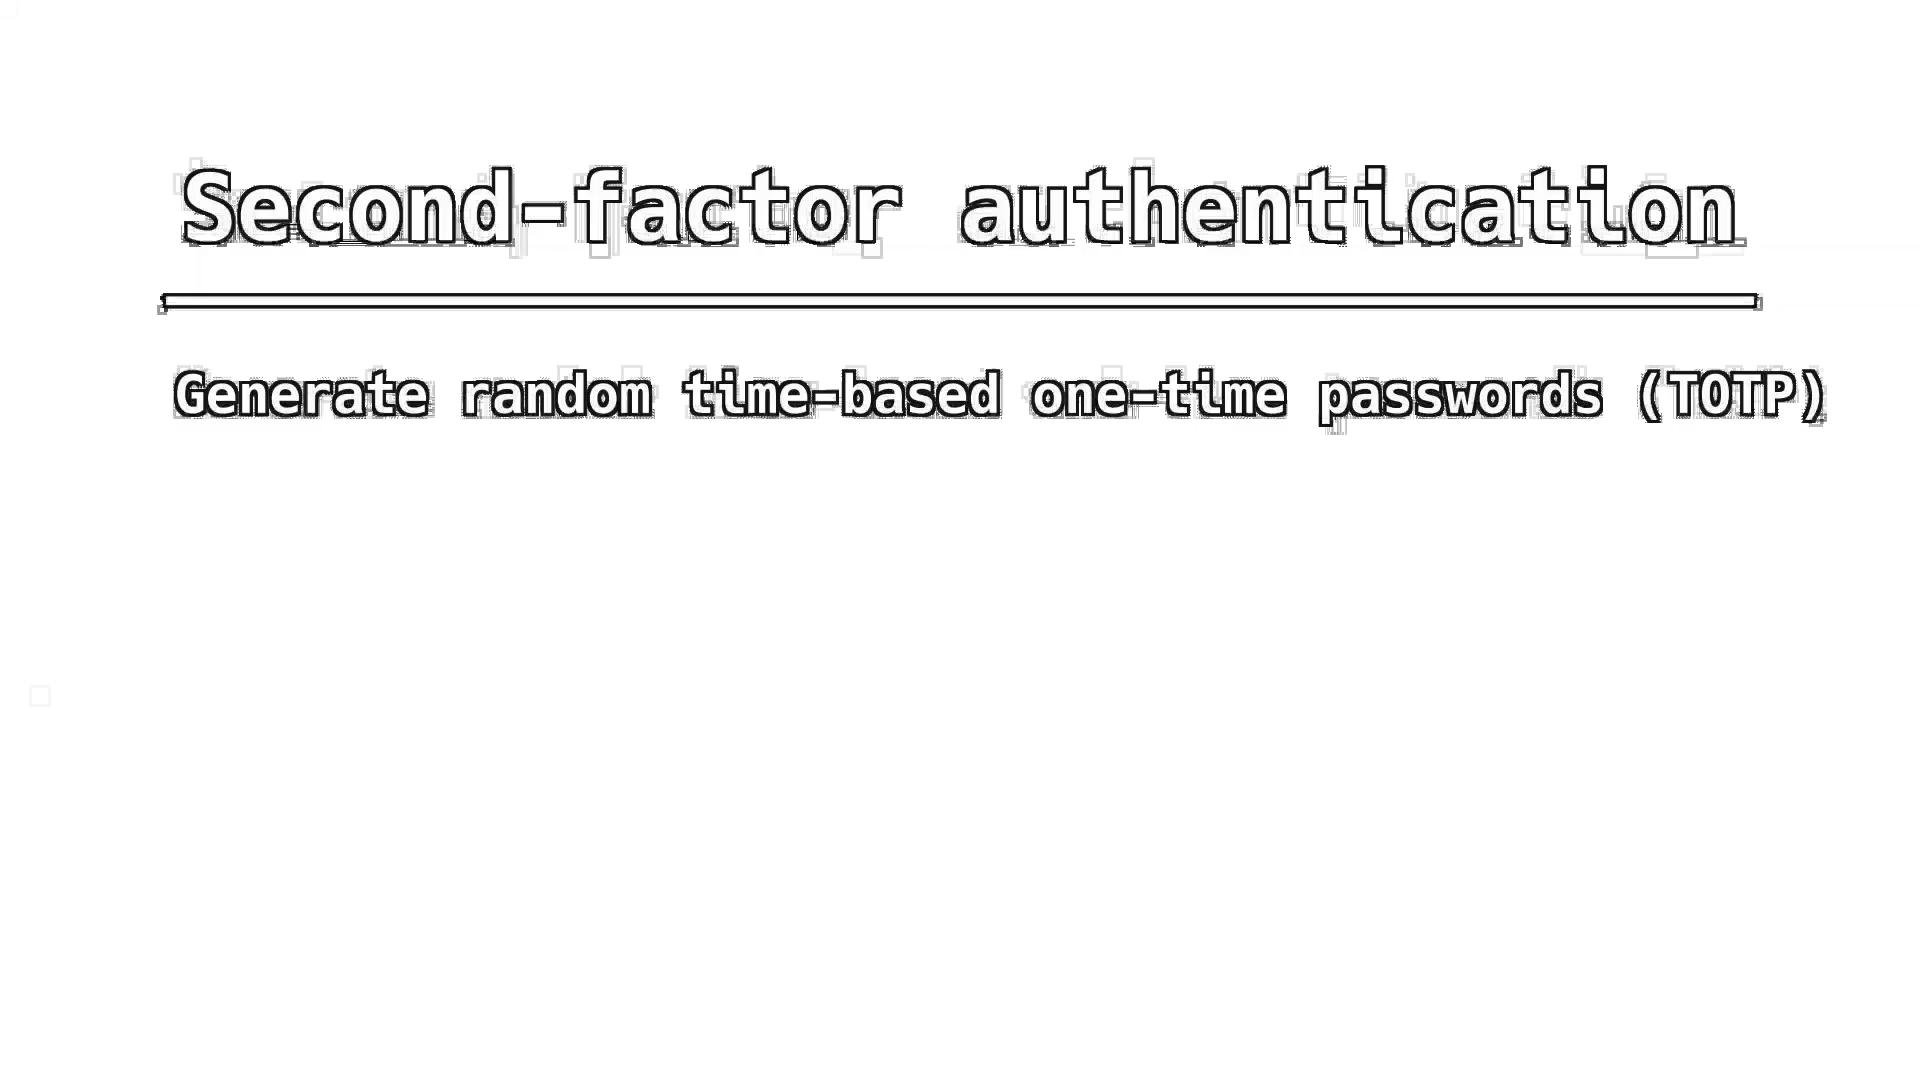 Second-factor authentication
Generate random time-based one-time passwords (TOTP)